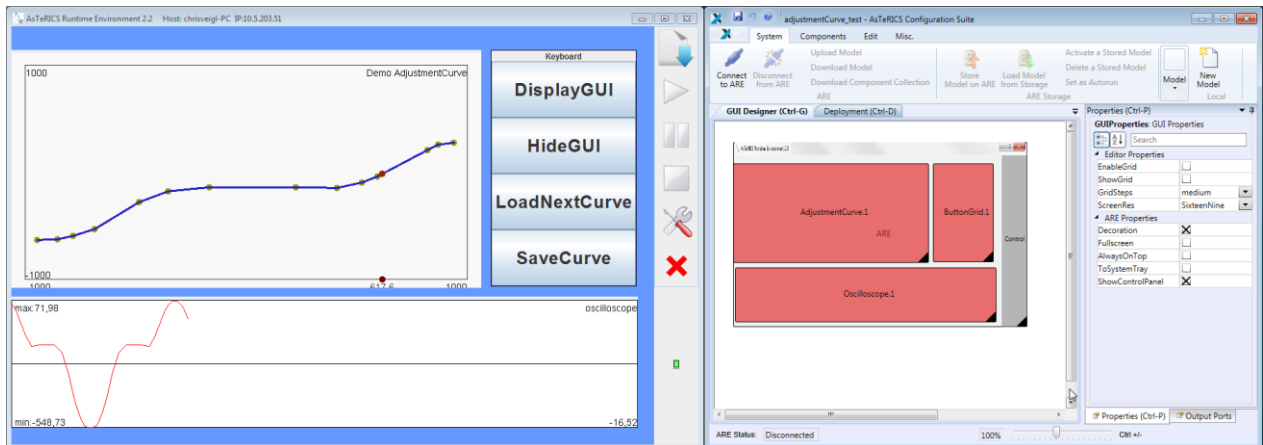 AsTeRICS Runtime Environment 2.2 Host: chrisveigl-PC IP:10.5.203.51
1000
Demo AdjustmentCurve
-1000
-1000
617,6
1000
Keyboard
DisplayGUI
HideGUI
LoadNextCurve
SaveCurve
max:71,98
oscilloscope
min:-548,73
-16,52
adjustmentCurve_test - AsTeRICS Configuration Suite
System Components Edit Misc.
Connect to ARE
Disconnect from ARE
Upload Model
Download Model
Download Component Collection
ARE
Store Model on ARE
Load Model from Storage
Activate a Stored Model
Delete a Stored Model
Set as Autorun
ARE Storage
Model
New Model
Local
GUI Designer (Ctrl-G) Deployment (Ctrl-D)
AdjustmentCurve.1
ARE
ButtonGrid.1
Control
Oscilloscope.1
Properties (Ctrl-P)
GUIProperties: GUI Properties
Search
Editor Properties
EnableGrid
ShowGrid
GridSteps medium
ScreenRes SixteenNine
ARE Properties
Decoration
Fullscreen
AlwaysOnTop
ToSystemTray
ShowControlPanel
Properties (Ctrl-P) Output Ports
ARE Status: Disconnected
100%
Ctrl +/-